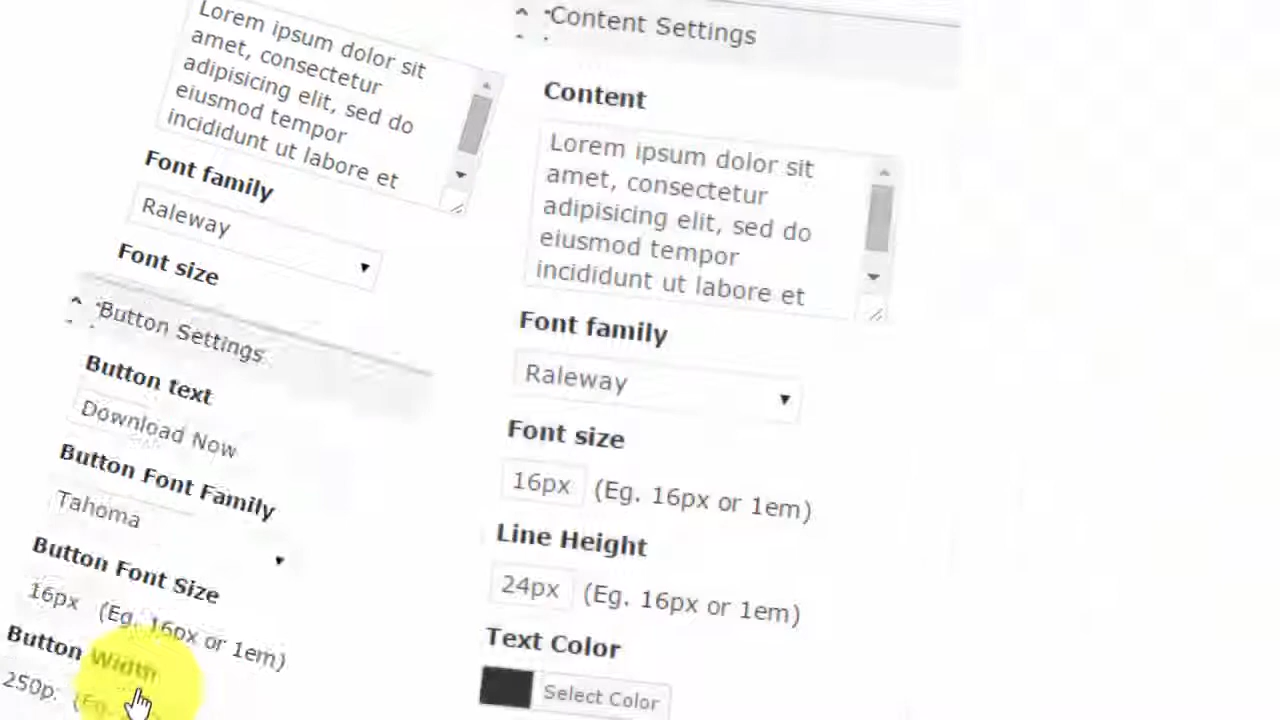 Lorem ipsum dolor sit
amet, consectetur
adipisicing elit, sed do
eiusmod tempor
incididunt ut labore et
Font family
Raleway
Font size
Button Settings
Button text
Download Now
Button Font Family
Tahoma
Button Font Size
16px (Eg. 16px or 1em)
Button Width
250p (Eg.
Content Settings
Content
Lorem ipsum dolor sit
amet, consectetur
adipisicing elit, sed do
eiusmod tempor
incididunt ut labore et
Font family
Raleway
Font size
16px (Eg. 16px or 1em)
Line Height
24px (Eg. 16px or 1em)
Text Color
Select Color